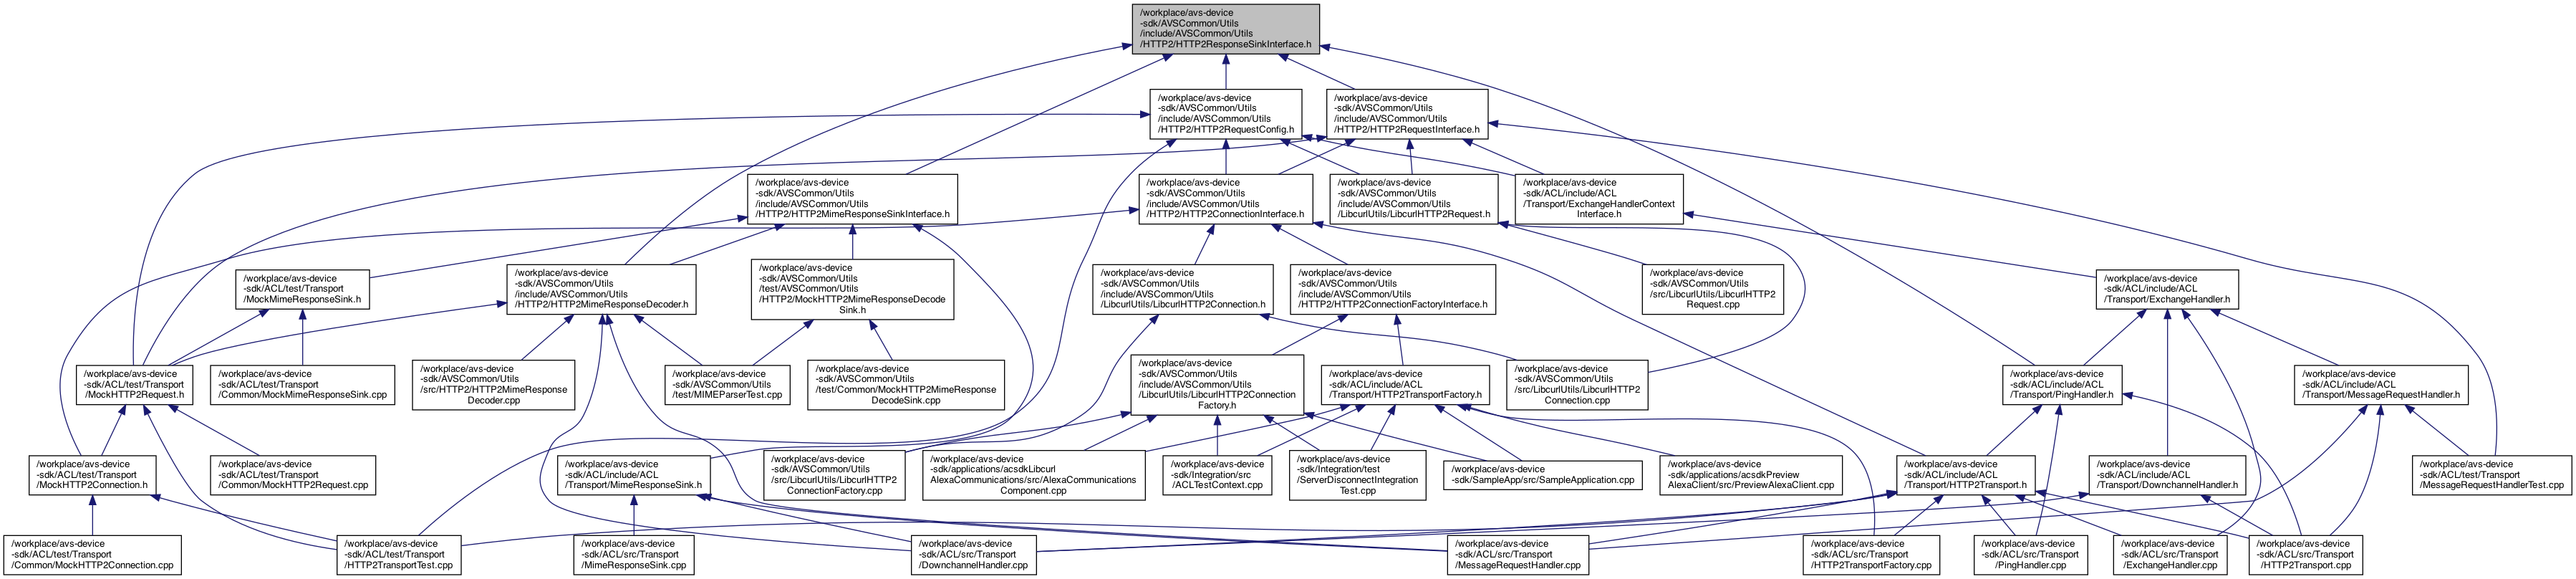 /workplace/avs-device
-sdk/AVSCommon/Utils
/include/AVSCommon/Utils
/HTTP2/HTTP2ResponseSinkInterface.h
/workplace/avs-device
-sdk/AVSCommon/Utils
/include/AVSCommon/Utils
/HTTP2/HTTP2RequestConfig.h
/workplace/avs-device
-sdk/AVSCommon/Utils
/include/AVSCommon/Utils
/HTTP2/HTTP2RequestInterface.h
/workplace/avs-device
-sdk/AVSCommon/Utils
/include/AVSCommon/Utils
/HTTP2/HTTP2MimeResponseSinkInterface.h
/workplace/avs-device
-sdk/AVSCommon/Utils
/include/AVSCommon/Utils
/HTTP2/HTTP2ConnectionInterface.h
/workplace/avs-device
-sdk/AVSCommon/Utils
/include/AVSCommon/Utils
/LibcurlUtils/LibcurlHTTP2Request.h
/workplace/avs-device
-sdk/ACL/include/ACL
/Transport/ExchangeHandlerContext
Interface.h
/workplace/avs-device
-sdk/ACL/test/Transport
/MockMimeResponseSink.h
/workplace/avs-device
-sdk/AVSCommon/Utils
/include/AVSCommon/Utils
/HTTP2/HTTP2MimeResponseDecoder.h
/workplace/avs-device
-sdk/AVSCommon/Utils
/test/AVSCommon/Utils
/HTTP2/MockHTTP2MimeResponseDecode
Sink.h
/workplace/avs-device
-sdk/AVSCommon/Utils
/include/AVSCommon/Utils
/LibcurlUtils/LibcurlHTTP2Connection.h
/workplace/avs-device
-sdk/AVSCommon/Utils
/include/AVSCommon/Utils
/HTTP2/HTTP2ConnectionFactoryInterface.h
/workplace/avs-device
-sdk/AVSCommon/Utils
/src/LibcurlUtils/LibcurlHTTP2
Request.cpp
/workplace/avs-device
-sdk/ACL/include/ACL
/Transport/ExchangeHandler.h
/workplace/avs-device
-sdk/ACL/test/Transport
/MockHTTP2Request.h
/workplace/avs-device
-sdk/ACL/test/Transport
/Common/MockMimeResponseSink.cpp
/workplace/avs-device
-sdk/AVSCommon/Utils
/src/HTTP2/HTTP2MimeResponse
Decoder.cpp
/workplace/avs-device
-sdk/AVSCommon/Utils
/test/MIMEParserTest.cpp
/workplace/avs-device
-sdk/AVSCommon/Utils
/test/Common/MockHTTP2MimeResponse
DecodeSink.cpp
/workplace/avs-device
-sdk/AVSCommon/Utils
/include/AVSCommon/Utils
/LibcurlUtils/LibcurlHTTP2Connection
Factory.h
/workplace/avs-device
-sdk/ACL/include/ACL
/Transport/HTTP2TransportFactory.h
/workplace/avs-device
-sdk/AVSCommon/Utils
/src/LibcurlUtils/LibcurlHTTP2
Connection.cpp
/workplace/avs-device
-sdk/ACL/include/ACL
/Transport/PingHandler.h
/workplace/avs-device
-sdk/ACL/include/ACL
/Transport/MessageRequestHandler.h
/workplace/avs-device
-sdk/ACL/test/Transport
/MockHTTP2Connection.h
/workplace/avs-device
-sdk/ACL/test/Transport
/Common/MockHTTP2Request.cpp
/workplace/avs-device
-sdk/ACL/include/ACL
/Transport/MimeResponseSink.h
/workplace/avs-device
-sdk/AVSCommon/Utils
/src/LibcurlUtils/LibcurlHTTP2
ConnectionFactory.cpp
/workplace/avs-device
-sdk/applications/acsdkLibcurl
AlexaCommunications/src/AlexaCommunications
Component.cpp
/workplace/avs-device
-sdk/Integration/src
/ACLTestContext.cpp
/workplace/avs-device
-sdk/Integration/test
/ServerDisconnectIntegration
Test.cpp
/workplace/avs-device
-sdk/SampleApp/src/SampleApplication.cpp
/workplace/avs-device
-sdk/applications/acsdkPreview
AlexaClient/src/PreviewAlexaClient.cpp
/workplace/avs-device
-sdk/ACL/include/ACL
/Transport/HTTP2Transport.h
/workplace/avs-device
-sdk/ACL/include/ACL
/Transport/DownchannelHandler.h
/workplace/avs-device
-sdk/ACL/test/Transport
/MessageRequestHandlerTest.cpp
/workplace/avs-device
-sdk/ACL/test/Transport
/Common/MockHTTP2Connection.cpp
/workplace/avs-device
-sdk/ACL/test/Transport
/HTTP2TransportTest.cpp
/workplace/avs-device
-sdk/ACL/src/Transport
/MimeResponseSink.cpp
/workplace/avs-device
-sdk/ACL/src/Transport
/DownchannelHandler.cpp
/workplace/avs-device
-sdk/ACL/src/Transport
/MessageRequestHandler.cpp
/workplace/avs-device
-sdk/ACL/src/Transport
/HTTP2TransportFactory.cpp
/workplace/avs-device
-sdk/ACL/src/Transport
/PingHandler.cpp
/workplace/avs-device
-sdk/ACL/src/Transport
/ExchangeHandler.cpp
/workplace/avs-device
-sdk/ACL/src/Transport
/HTTP2Transport.cpp